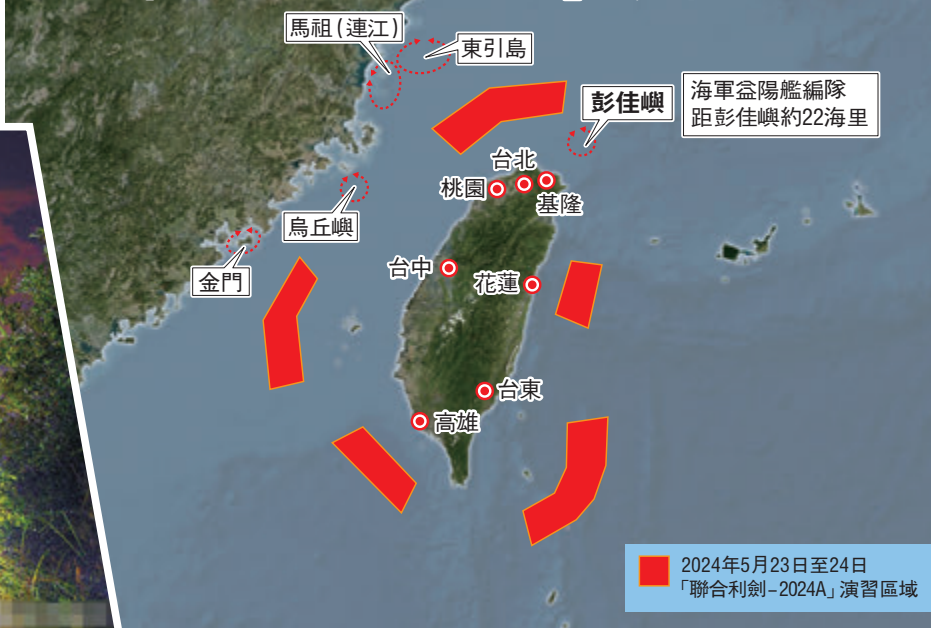 馬祖(連江)
東引島
彭佳嶼
海軍益陽艦編隊
距彭佳嶼約22海里
台北
桃園
基隆
烏丘嶼
金門
台中
花蓮
台東
高雄
2024年5月23日至24日
「聯合利劍-2024A」演習區域